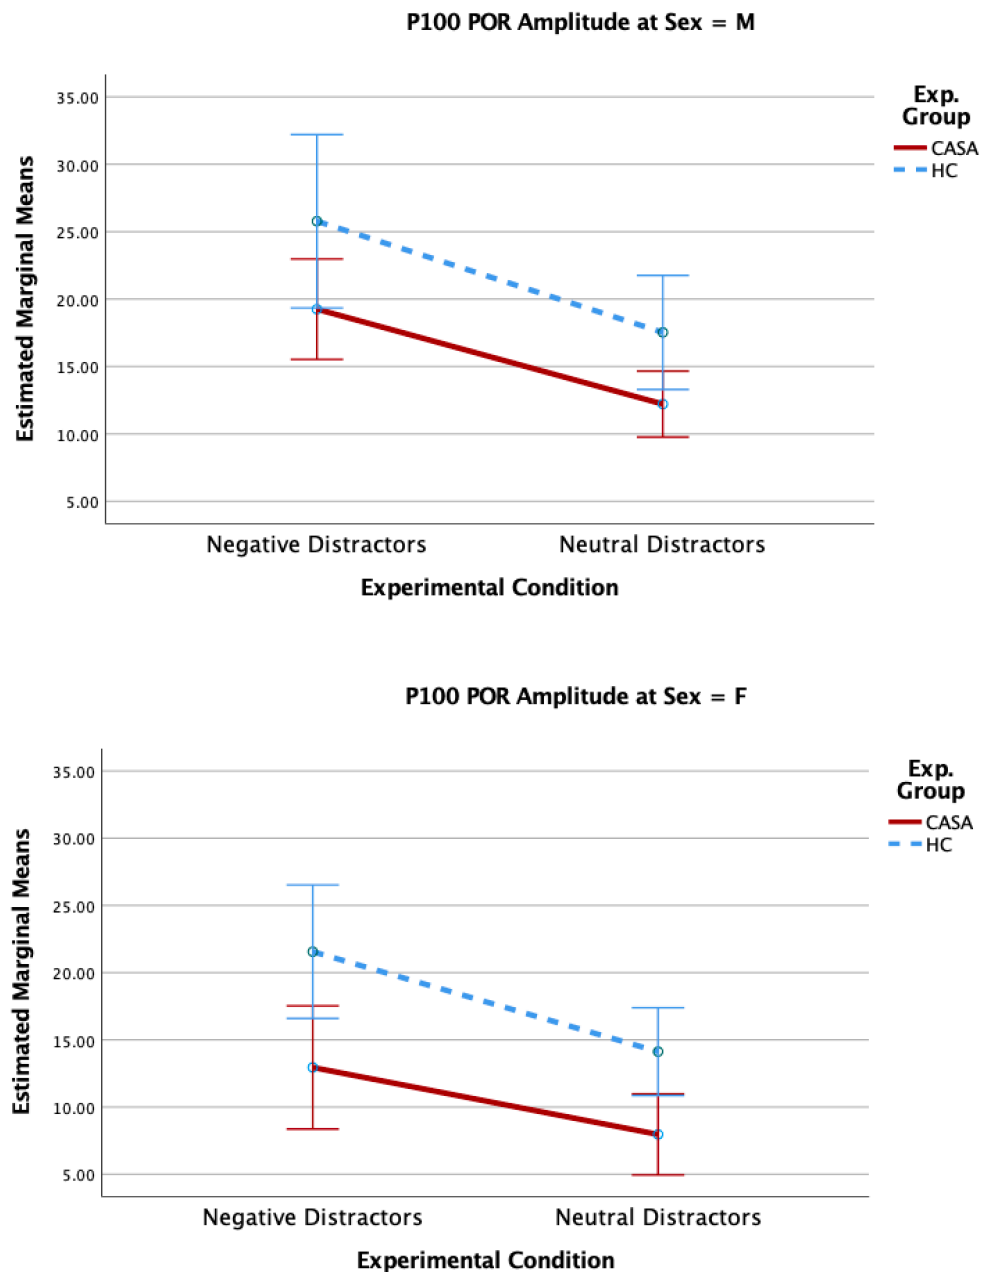 P100 POR Amplitude at Sex = M
Exp.
Group
CASA
HC
Estimated Marginal Means
35.00
30.00
25.00
20.00
15.00
10.00
5.00
Negative Distractors
Neutral Distractors
Experimental Condition
P100 POR Amplitude at Sex = F
Exp.
Group
CASA
HC
Estimated Marginal Means
35.00
30.00
25.00
20.00
15.00
10.00
5.00
Negative Distractors
Neutral Distractors
Experimental Condition